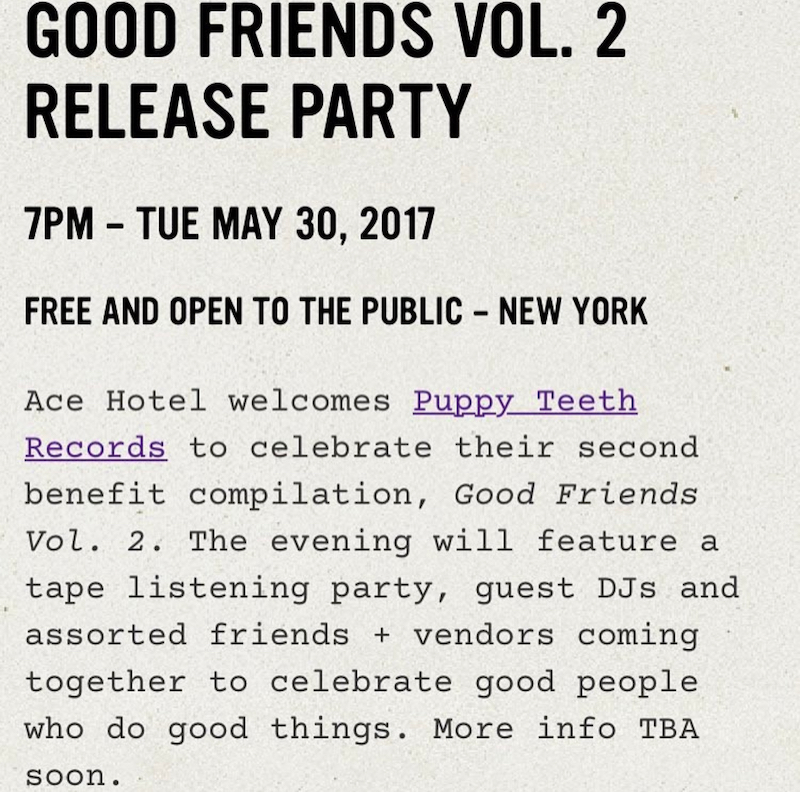 GOOD FRIENDS VOL. 2
RELEASE PARTY
7PM – TUE MAY 30, 2017
FREE AND OPEN TO THE PUBLIC – NEW YORK
Ace Hotel welcomes Puppy Teeth
Records to celebrate their second
benefit compilation, Good Friends
Vol. 2. The evening will feature a
tape listening party, guest DJs and
assorted friends + vendors coming
together to celebrate good people
who do good things. More info TBA
soon.